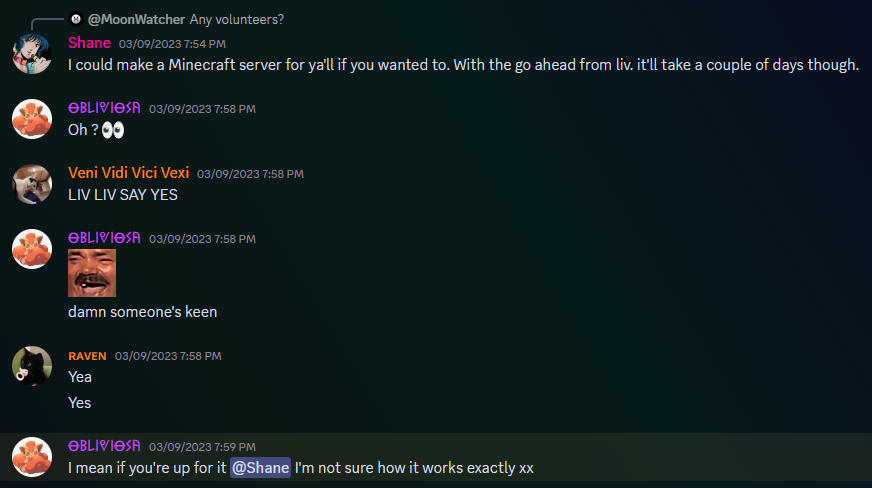 @MoonWatcher Any volunteers?
Shane 03/09/2023 7:54 PM
I could make a Minecraft server for ya'll if you wanted to. With the go ahead from liv. it'll take a couple of days though.
ѲBLIVIѲSA 03/09/2023 7:58 PM
Oh ? 👀
Veni Vidi Vici Vexi 03/09/2023 7:58 PM
LIV LIV SAY YES
ѲBLIVIѲSA 03/09/2023 7:58 PM
damn someone's keen
RAVEN 03/09/2023 7:58 PM
Yea
Yes
ѲBLIVIѲSA 03/09/2023 7:59 PM
I mean if you're up for it @Shane I'm not sure how it works exactly xx